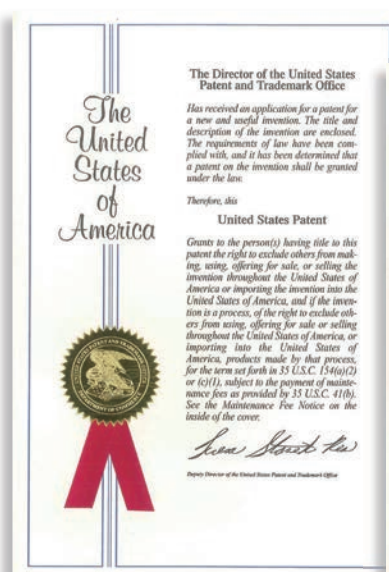 The
United
States
of
America
The Director of the United States
Patent and Trademark Office
Has received an application for a patent for
a new and useful invention. The title and
description of the invention are enclosed.
The requirements of law have been com-
plied with, and it has been determined that
a patent on the invention shall be granted
under the law.
Therefore, this
United States Patent
Grants to the person(s) having title to this
patent the right to exclude others from mak-
ing, using, offering for sale, or selling the
invention throughout the United States of
America or importing the invention into the
United States of America, and if the inven-
tion is a process, of the right to exclude oth-
ers from using, offering for sale or selling
throughout the United States of America, or
importing into the United States of
America, products made by that process,
for the term set forth in 35 U.S.C. 154(a)(2)
or (c)(1), subject to the payment of mainte-
nance fees as provided by 35 U.S.C. 41(b).
See the Maintenance Fee Notice on the
inside of the cover.
Deputy Director of the United States Patent and Trademark Office